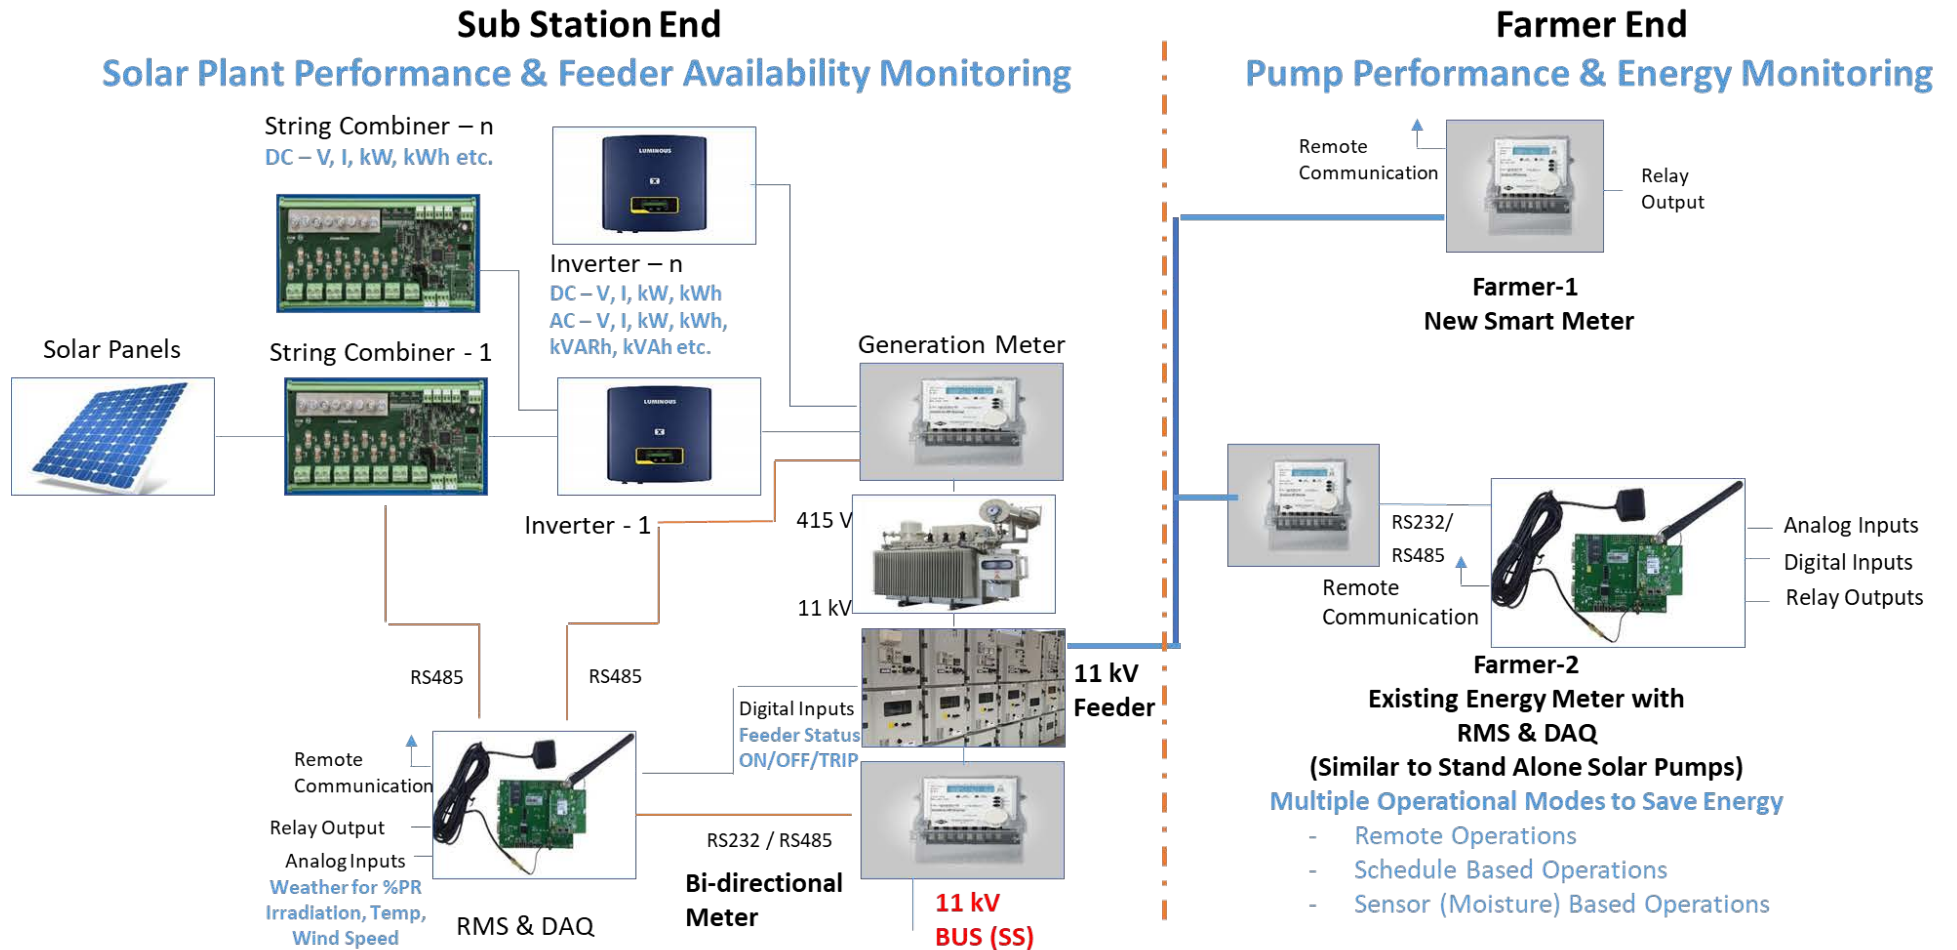 Sub Station End
Solar Plant Performance & Feeder Availability Monitoring
String Combiner – n
DC – V, I, kW, kWh etc.
LUMINOUS
Inverter – n
DC – V, I, kW, kWh
AC – V, I, kW, kWh,
kVARh, kVAh etc.
Solar Panels
String Combiner - 1
Generation Meter
LUMINOUS
Inverter - 1
415 V
11 kV
RS485
RS485
11 kV
Feeder
Digital Inputs
Feeder Status
ON/OFF/TRIP
Remote
Communication
Relay Output
Analog Inputs
Weather for %PR
Irradiation, Temp,
Wind Speed
RMS & DAQ
RS232 / RS485
Bi-directional
Meter
11 kV
BUS (SS)
Farmer End
Pump Performance & Energy Monitoring
Remote
Communication
Relay
Output
Farmer-1
New Smart Meter
RS232/
RS485
Remote
Communication
Analog Inputs
Digital Inputs
Relay Outputs
Farmer-2
Existing Energy Meter with
RMS & DAQ
(Similar to Stand Alone Solar Pumps)
Multiple Operational Modes to Save Energy
- Remote Operations
- Schedule Based Operations
- Sensor (Moisture) Based Operations